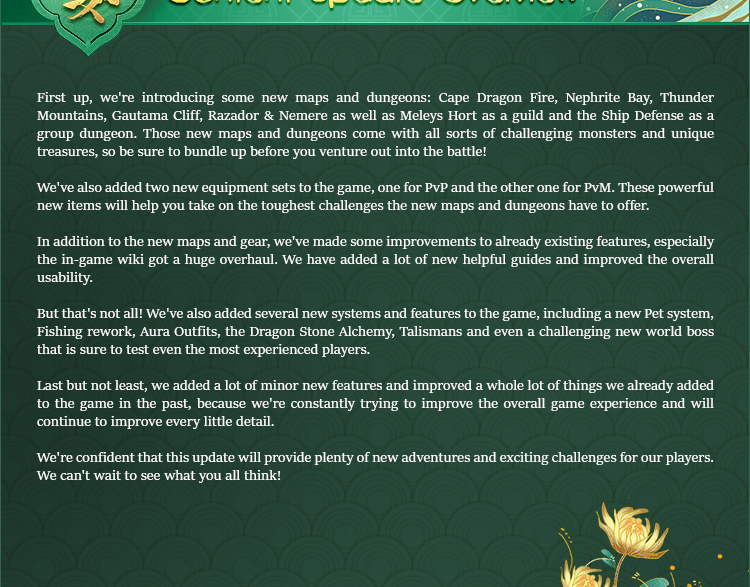 Content Update Overview
First up, we're introducing some new maps and dungeons: Cape Dragon Fire, Nephrite Bay, Thunder
Mountains, Gautama Cliff, Razador & Nemere as well as Meleys Hort as a guild and the Ship Defense as a
group dungeon. Those new maps and dungeons come with all sorts of challenging monsters and unique
treasures, so be sure to bundle up before you venture out into the battle!
We've also added two new equipment sets to the game, one for PvP and the other one for PvM. These powerful
new items will help you take on the toughest challenges the new maps and dungeons have to offer.
In addition to the new maps and gear, we've made some improvements to already existing features, especially
the in-game wiki got a huge overhaul. We have added a lot of new helpful guides and improved the overall
usability.
But that's not all! We've also added several new systems and features to the game, including a new Pet system,
Fishing rework, Aura Outfits, the Dragon Stone Alchemy, Talismans and even a challenging new world boss
that is sure to test even the most experienced players.
Last but not least, we added a lot of minor new features and improved a whole lot of things we already added
to the game in the past, because we're constantly trying to improve the overall game experience and will
continue to improve every little detail.
We're confident that this update will provide plenty of new adventures and exciting challenges for our players.
We can't wait to see what you all think!